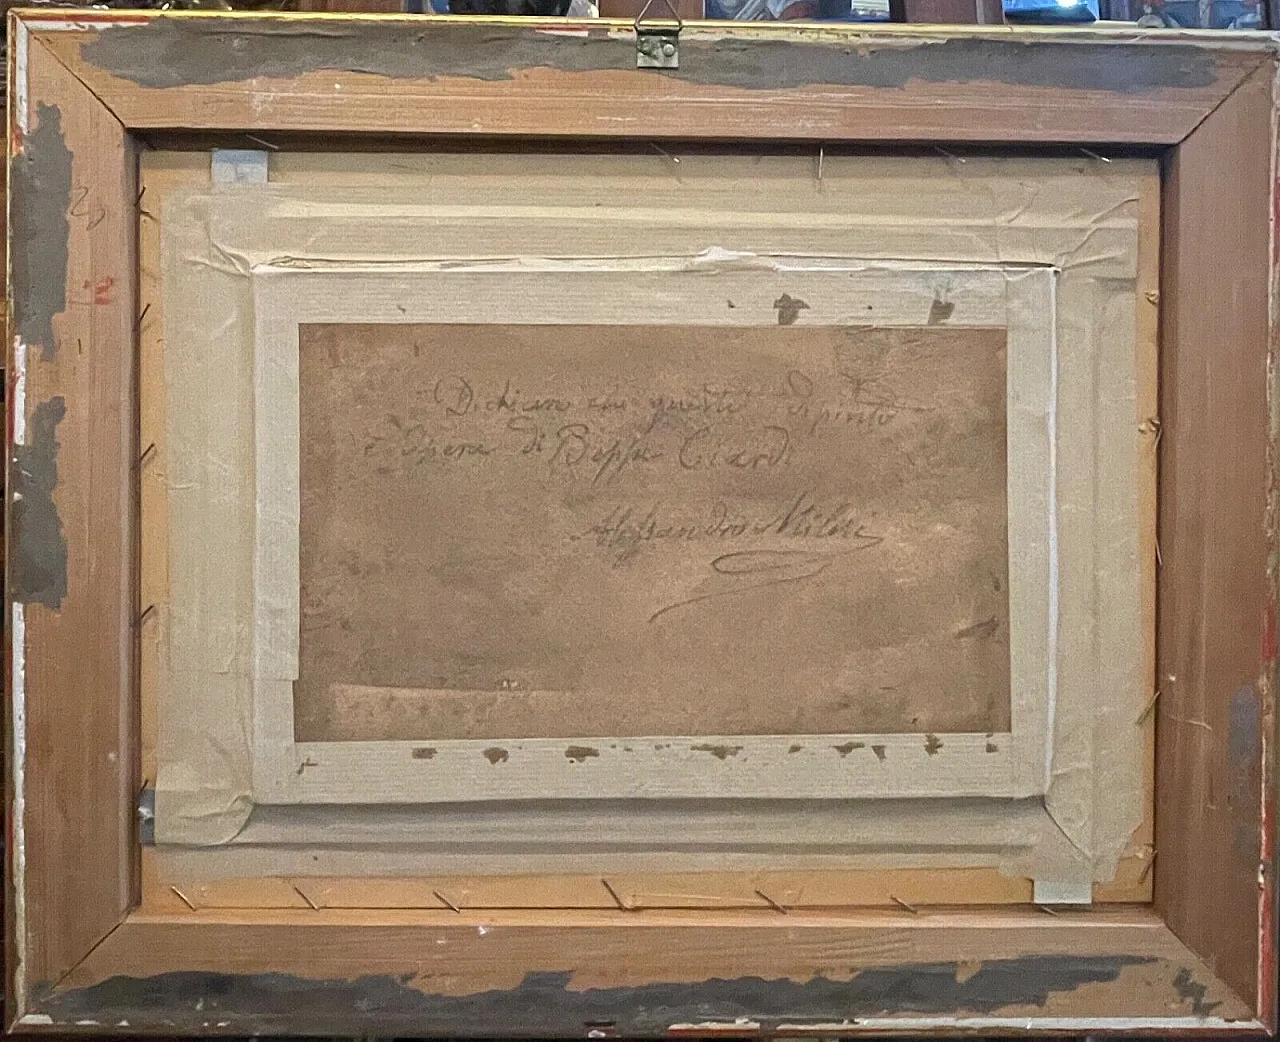 Dichiaro che questo dipinto
è opera di Beppe Ciardi
Alessandro Milesi